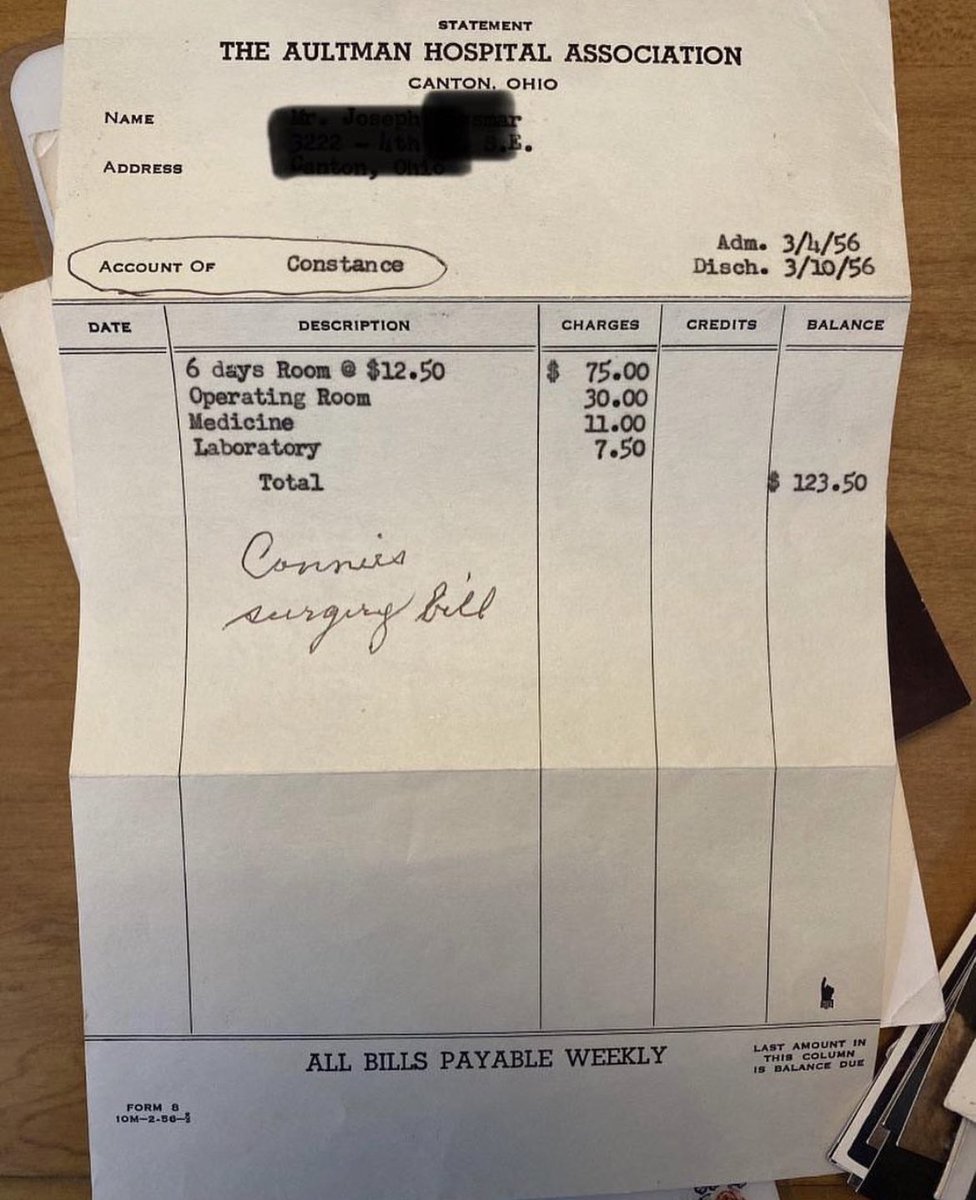 STATEMENT
THE AULTMAN HOSPITAL ASSOCIATION
CANTON, OHIO
NAME
ADDRESS
S.E.
ACCOUNT OF Constance
Adm. 3/4/56
Disch. 3/10/56
DATE DESCRIPTION CHARGES CREDITS BALANCE
6 days Room @ $12.50 $ 75.00
Operating Room 30.00
Medicine 11.00
Laboratory 7.50
Total $ 123.50
Connies
surgery bill
ALL BILLS PAYABLE WEEKLY
LAST AMOUNT IN
THIS COLUMN
IS BALANCE DUE
FORM 8
10M-2-56